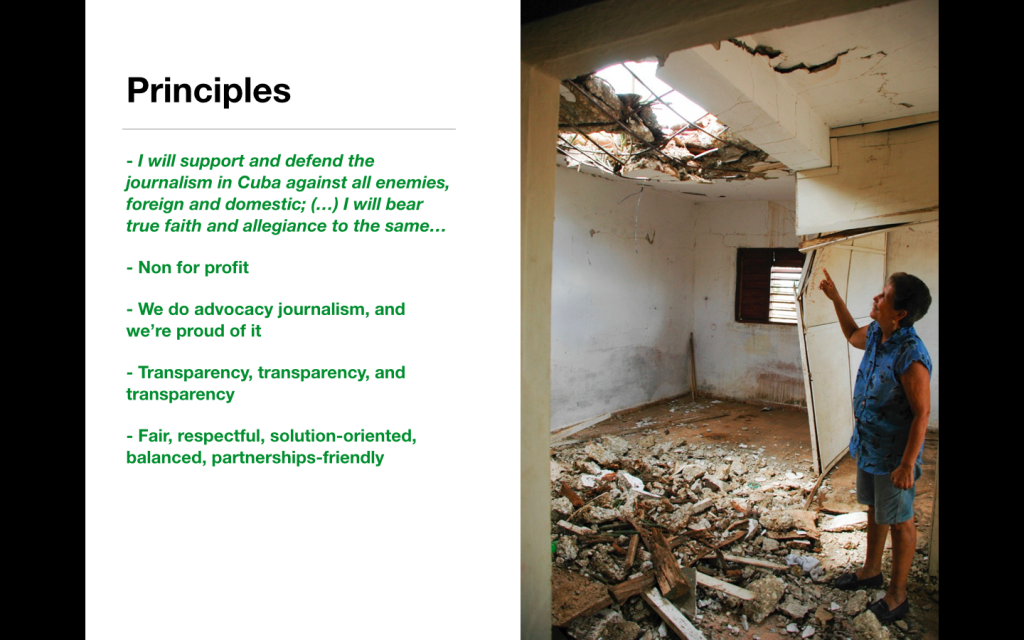 Principles
- I will support and defend the
journalism in Cuba against all enemies,
foreign and domestic; (…) I will bear
true faith and allegiance to the same…
- Non for profit
- We do advocacy journalism, and
we’re proud of it
- Transparency, transparency, and
transparency
- Fair, respectful, solution-oriented,
balanced, partnerships-friendly